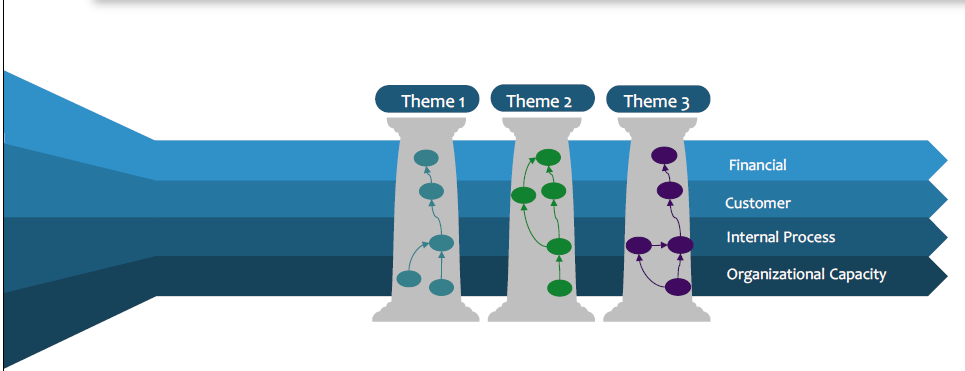 Theme 1
Theme 2
Theme 3
Financial
Customer
Internal Process
Organizational Capacity